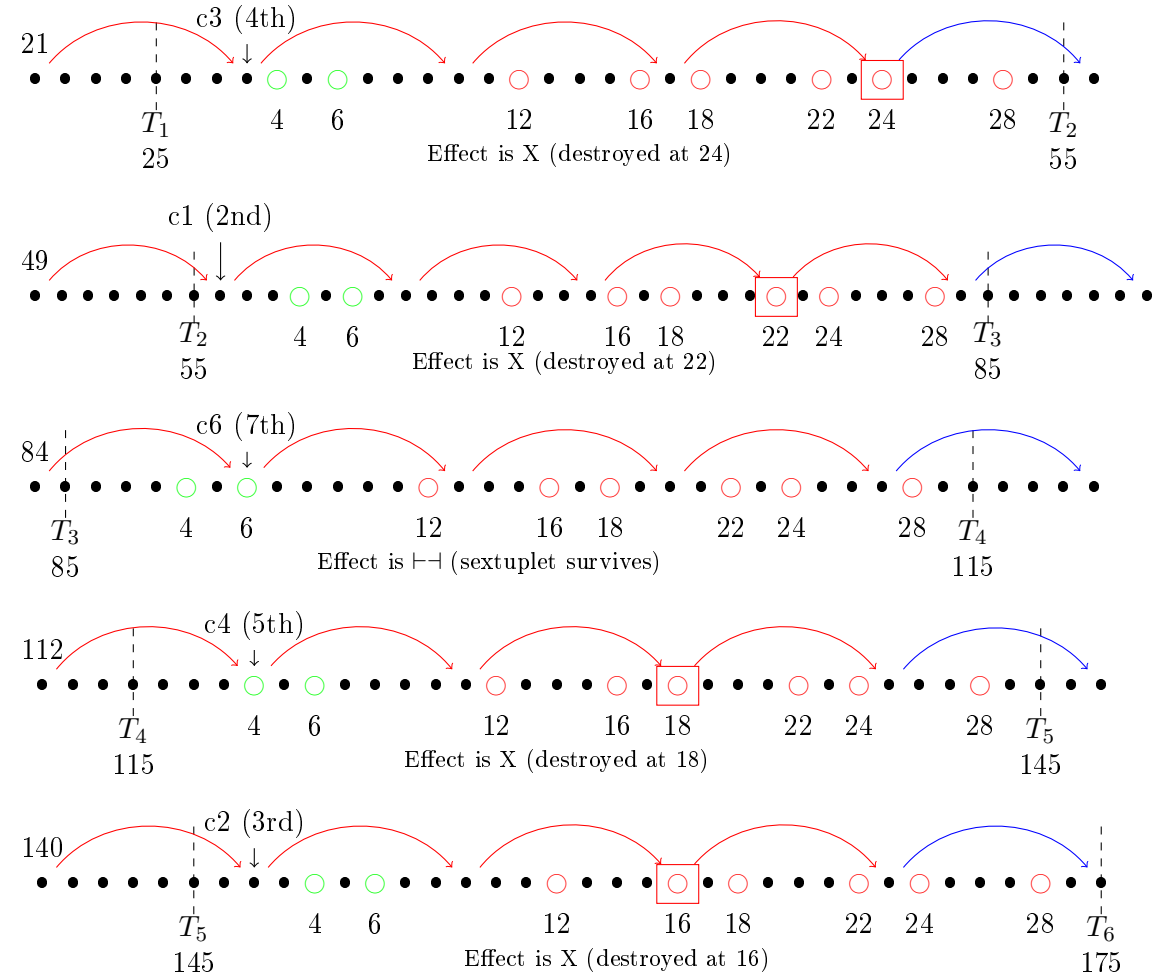 c3 (4th)
21
T₁ 4 6 12 16 18 22 24 28 T₂
25 55
Effect is X (destroyed at 24)
c1 (2nd)
49
T₂ 4 6 12 16 18 22 24 28 T₃
55 85
Effect is X (destroyed at 22)
c6 (7th)
84
T₃ 4 6 12 16 18 22 24 28 T₄
85 115
Effect is ⊢⊣ (sextuplet survives)
c4 (5th)
112
T₄ 4 6 12 16 18 22 24 28 T₅
115 145
Effect is X (destroyed at 18)
c2 (3rd)
140
T₅ 4 6 12 16 18 22 24 28 T₆
145 175
Effect is X (destroyed at 16)